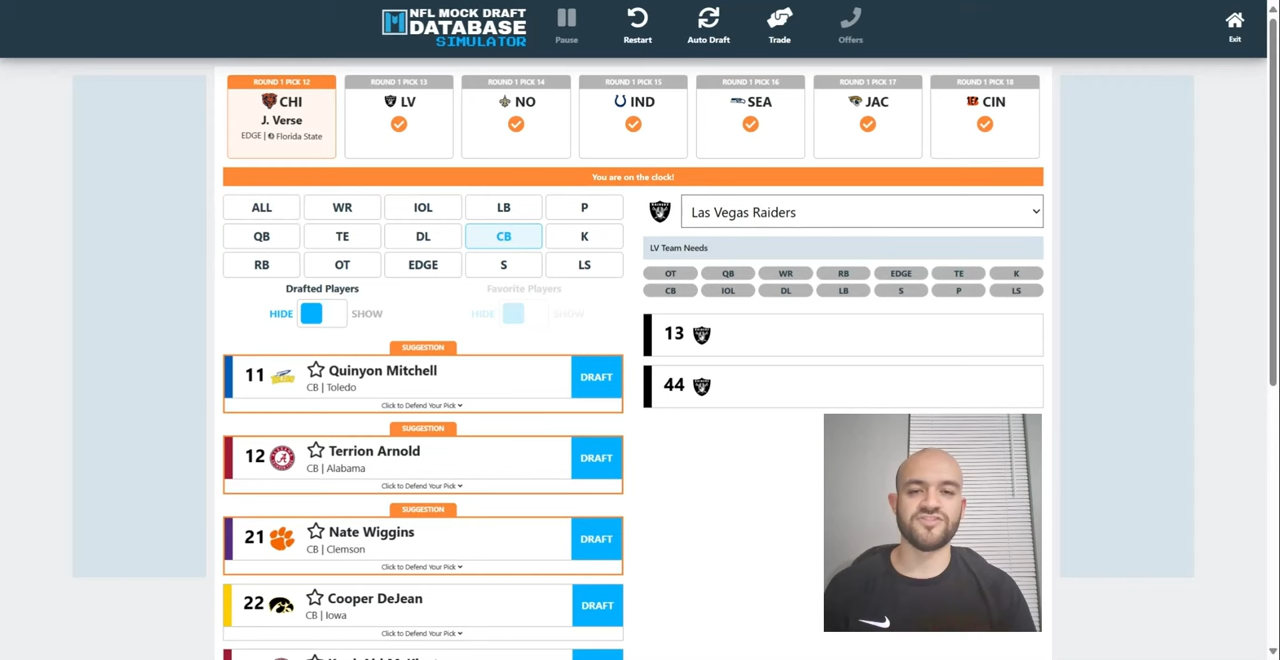 NFL MOCK DRAFT
DATABASE
SIMULATOR
Pause
Restart
Auto Draft
Trade
Offers
Exit
ROUND 1 PICK 12
CHI
J. Verse
EDGE | Florida State
ROUND 1 PICK 13
LV
ROUND 1 PICK 14
NO
ROUND 1 PICK 15
IND
ROUND 1 PICK 16
SEA
ROUND 1 PICK 17
JAC
ROUND 1 PICK 18
CIN
You are on the clock!
ALL WR IOL LB P
QB TE DL CB K
RB OT EDGE S LS
Drafted Players
HIDE SHOW
Favorite Players
HIDE SHOW
SUGGESTION
11 Quinyon Mitchell
CB | Toledo
DRAFT
Click to Defend Your Pick
SUGGESTION
12 Terrion Arnold
CB | Alabama
DRAFT
Click to Defend Your Pick
SUGGESTION
21 Nate Wiggins
CB | Clemson
DRAFT
Click to Defend Your Pick
22 Cooper DeJean
CB | Iowa
DRAFT
Click to Defend Your Pick
Las Vegas Raiders
LV Team Needs
OT QB WR RB EDGE TE K
CB IOL DL LB S P LS
13
44